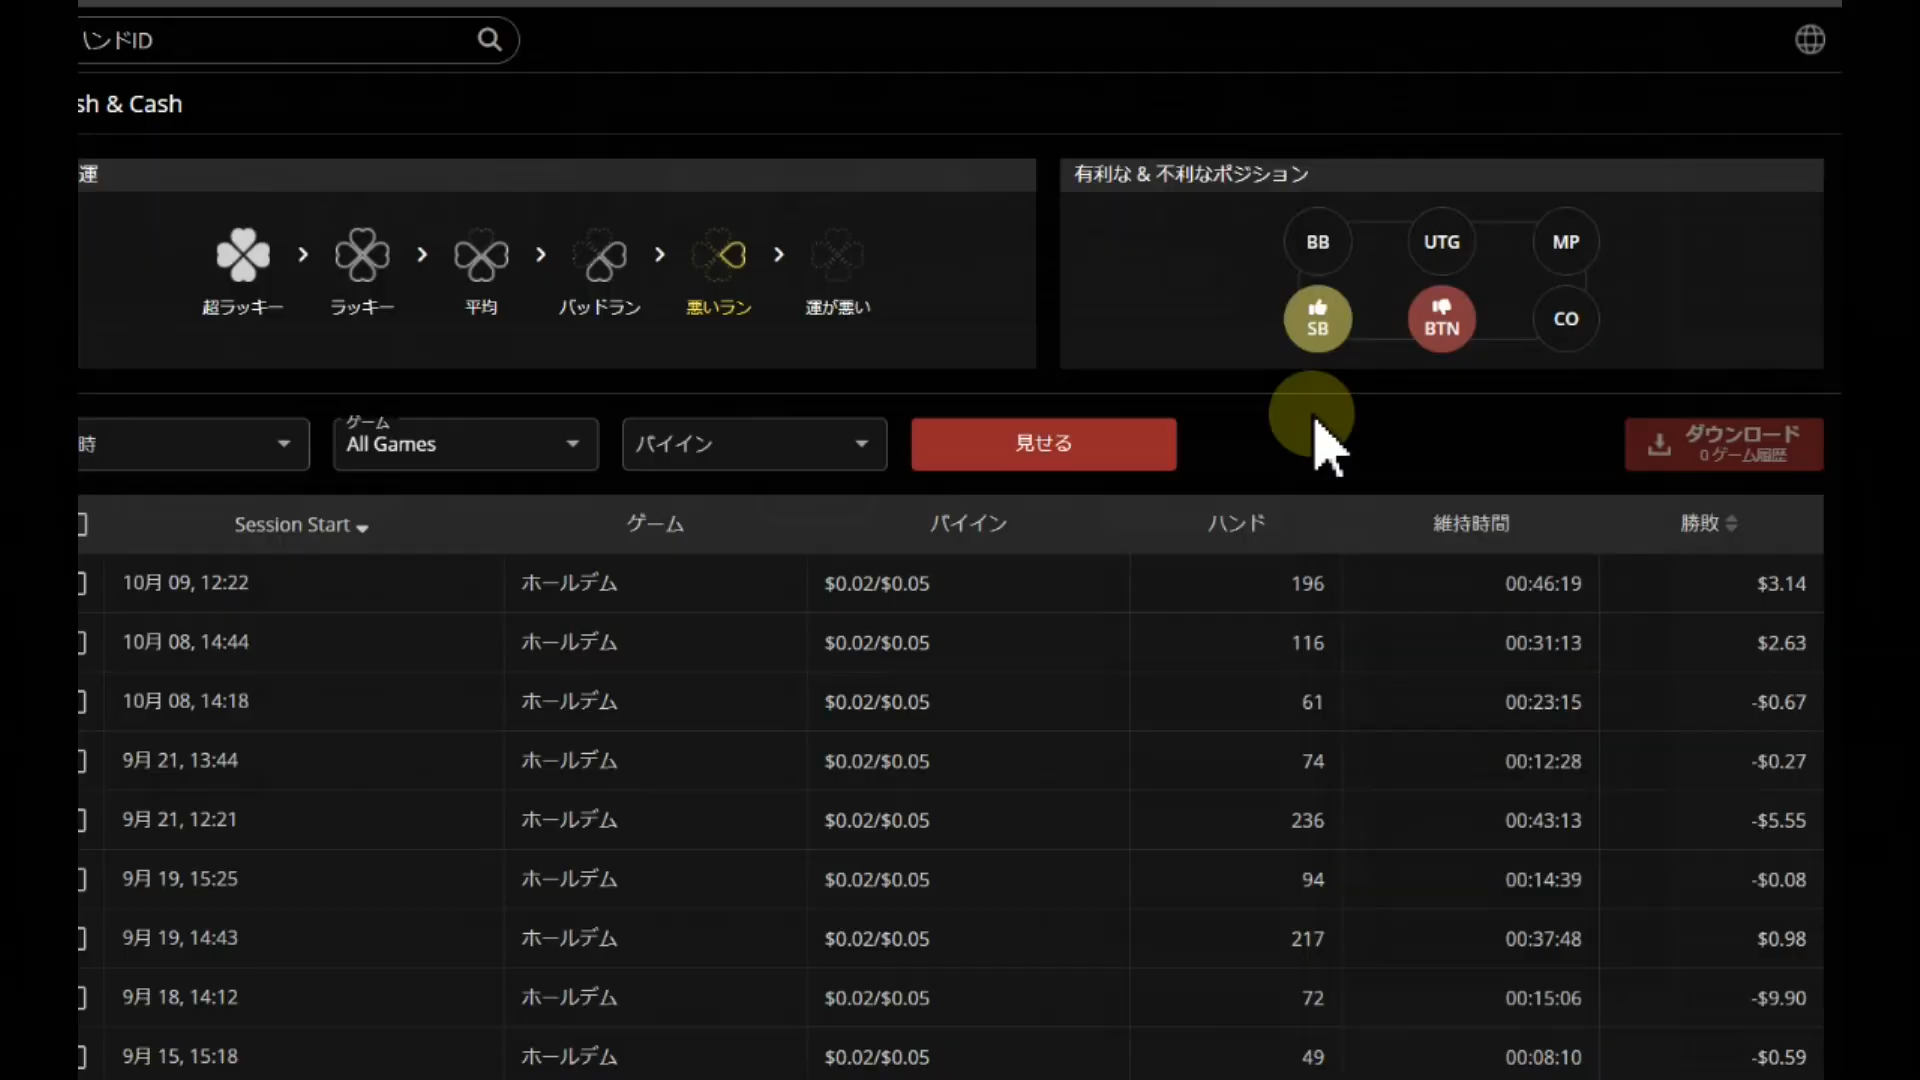 ハンドID
sh & Cash
運
有利な & 不利なポジション
超ラッキー
ラッキー
平均
バッドラン
悪いラン
運が悪い
BB
UTG
MP
SB
BTN
CO
時
ゲーム
All Games
バイイン
見せる
ダウンロード
0 ゲーム履歴
Session Start ゲーム バイイン ハンド 維持時間 勝敗
10月 09, 12:22 ホールデム $0.02/$0.05 196 00:46:19 $3.14
10月 08, 14:44 ホールデム $0.02/$0.05 116 00:31:13 $2.63
10月 08, 14:18 ホールデム $0.02/$0.05 61 00:23:15 -$0.67
9月 21, 13:44 ホールデム $0.02/$0.05 74 00:12:28 -$0.27
9月 21, 12:21 ホールデム $0.02/$0.05 236 00:43:13 -$5.55
9月 19, 15:25 ホールデム $0.02/$0.05 94 00:14:39 -$0.08
9月 19, 14:43 ホールデム $0.02/$0.05 217 00:37:48 $0.98
9月 18, 14:12 ホールデム $0.02/$0.05 72 00:15:06 -$9.90
9月 15, 15:18 ホールデム $0.02/$0.05 49 00:08:10 -$0.59